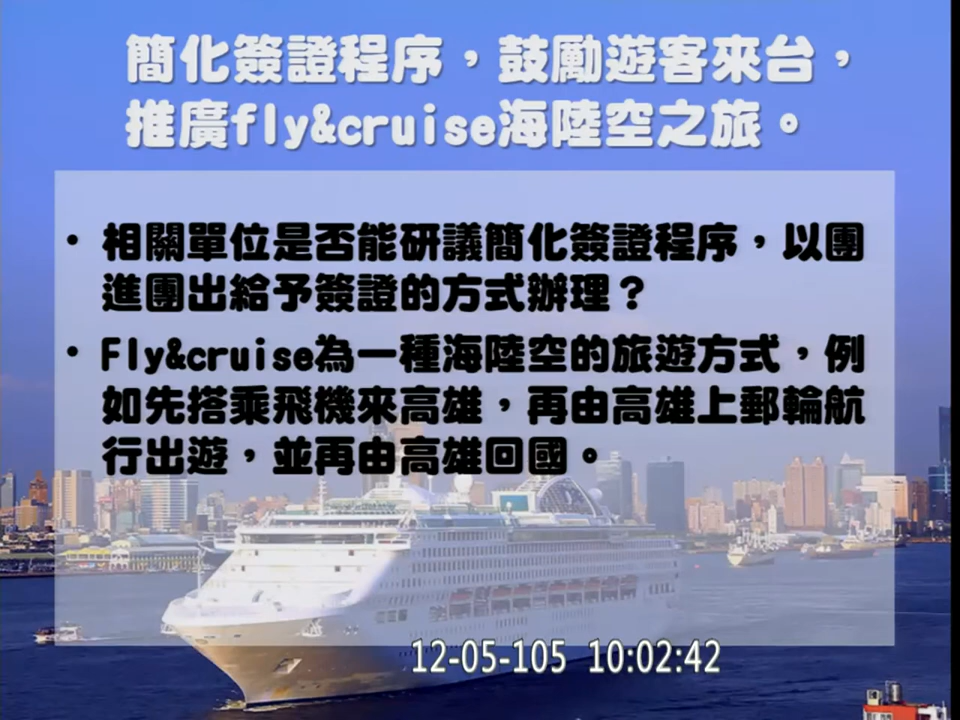 簡化簽證程序，鼓勵遊客來台，
推廣fly&cruise海陸空之旅。
• 相關單位是否能研議簡化簽證程序，以團
進團出給予簽證的方式辦理？
• Fly&cruise為一種海陸空的旅遊方式，例
如先搭乘飛機來高雄，再由高雄上郵輪航
行出遊，並再由高雄回國。
12-05-105 10:02:42